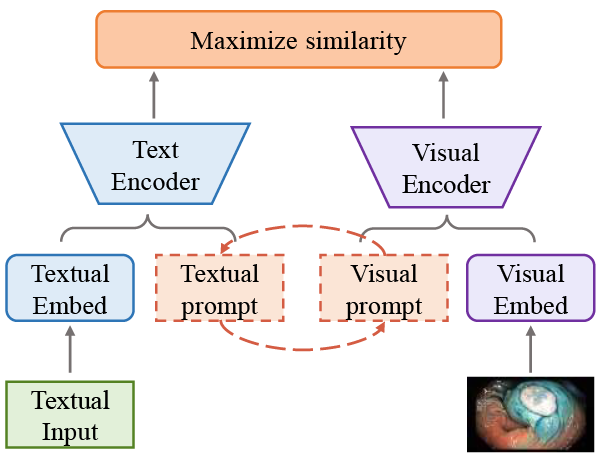 Maximize similarity
Text
Encoder
Visual
Encoder
Textual
Embed
Textual
prompt
Visual
prompt
Visual
Embed
Textual
Input